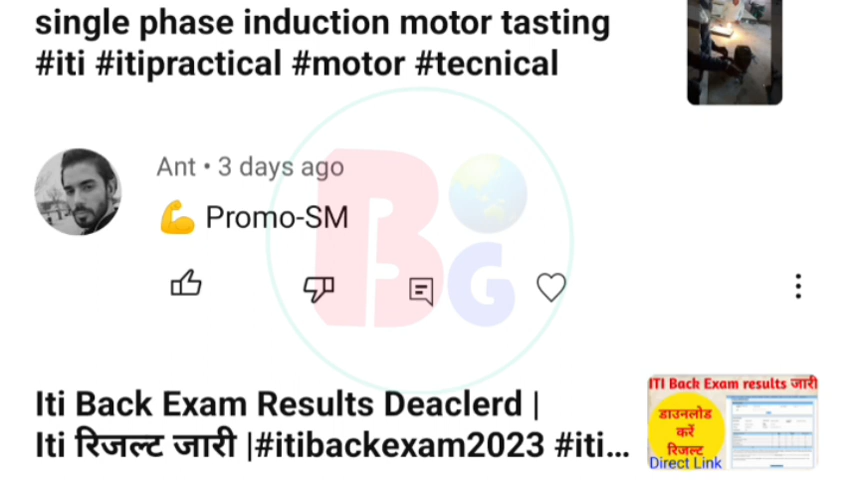 single phase induction motor tasting
#iti #itipractical #motor #tecnical
Ant • 3 days ago
💪 Promo-SM
B
G
Iti Back Exam Results Deaclerd |
Iti रिजल्ट जारी |#itibackexam2023 #iti...
ITI Back Exam results जारी
डाउनलोड
करें
रिजल्ट
Direct Link